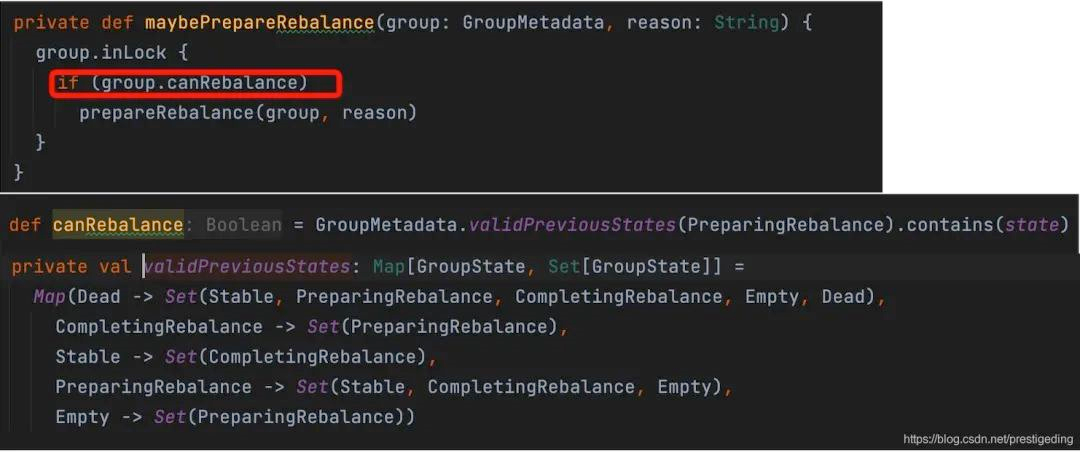 private def maybePrepareRebalance(group: GroupMetadata, reason: String) {
group.inLock {
if (group.canRebalance)
prepareRebalance(group, reason)
}
}
def canRebalance: Boolean = GroupMetadata.validPreviousStates(PreparingRebalance).contains(state)
private val validPreviousStates: Map[GroupState, Set[GroupState]] =
Map(Dead -> Set(Stable, PreparingRebalance, CompletingRebalance, Empty, Dead),
CompletingRebalance -> Set(PreparingRebalance),
Stable -> Set(CompletingRebalance),
PreparingRebalance -> Set(Stable, CompletingRebalance, Empty),
Empty -> Set(PreparingRebalance))
https://blog.csdn.net/prestigeding